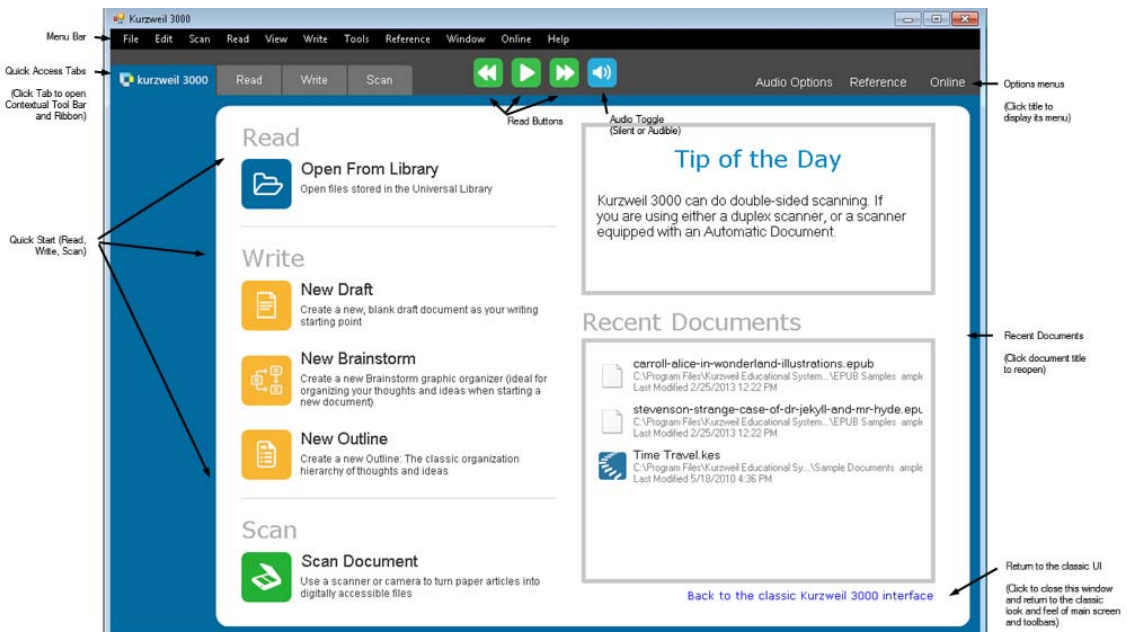 Kurzweil 3000
Menu Bar
File Edit Scan Read View Write Tools Reference Window Online Help
Quick Access Tabs
(Click Tab to open
Contextual Tool Bar
and Ribbon)
kurzweil 3000 Read Write Scan
Audio Options Reference Online
Options menus
(Click title to
display its menu)
Read Buttons
Audio Toggle
(Silent or Audible)
Quick Start (Read,
Write, Scan)
Read
Open From Library
Open files stored in the Universal Library
Write
New Draft
Create a new, blank draft document as your writing
starting point
New Brainstorm
Create a new Brainstorm graphic organizer (ideal for
organizing your thoughts and ideas when starting a
new document)
New Outline
Create a new Outline: The classic organization
hierarchy of thoughts and ideas
Scan
Scan Document
Use a scanner or camera to turn paper articles into
digitally accessible files
Tip of the Day
Kurzweil 3000 can do double-sided scanning. If
you are using either a duplex scanner, or a scanner
equipped with an Automatic Document.
Recent Documents
carroll-alice-in-wonderland-illustrations.epub
C:\Program Files\Kurzweil Educational System...\EPUB Samples ample
Last Modified 2/25/2013 12:22 PM
stevenson-strange-case-of-dr-jekyll-and-mr-hyde.epu
C:\Program Files\Kurzweil Educational System...\EPUB Samples ample
Last Modified 2/25/2013 12:22 PM
Time Travel.kes
C:\Program Files\Kurzweil Educational Sy...\Sample Documents ample
Last Modified 5/18/2010 4:36 PM
Back to the classic Kurzweil 3000 interface
Recent Documents
(Click document title
to reopen)
Return to the classic UI
(Click to close this window
and return to the classic
look and feel of main screen
and toolbars)